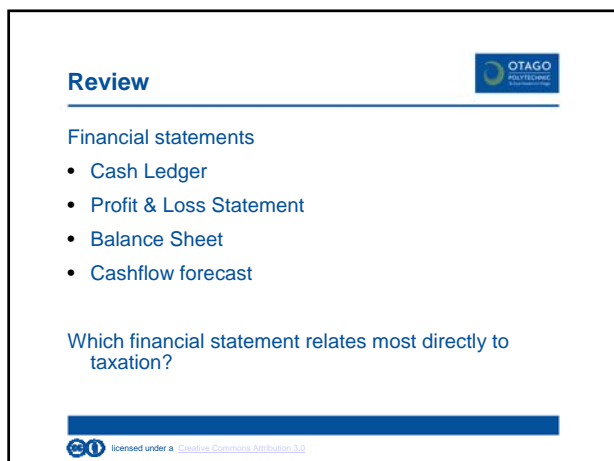 Review
OTAGO
POLYTECHNIC
Financial statements
• Cash Ledger
• Profit & Loss Statement
• Balance Sheet
• Cashflow forecast
Which financial statement relates most directly to
taxation?
licensed under a Creative Commons Attribution 3.0